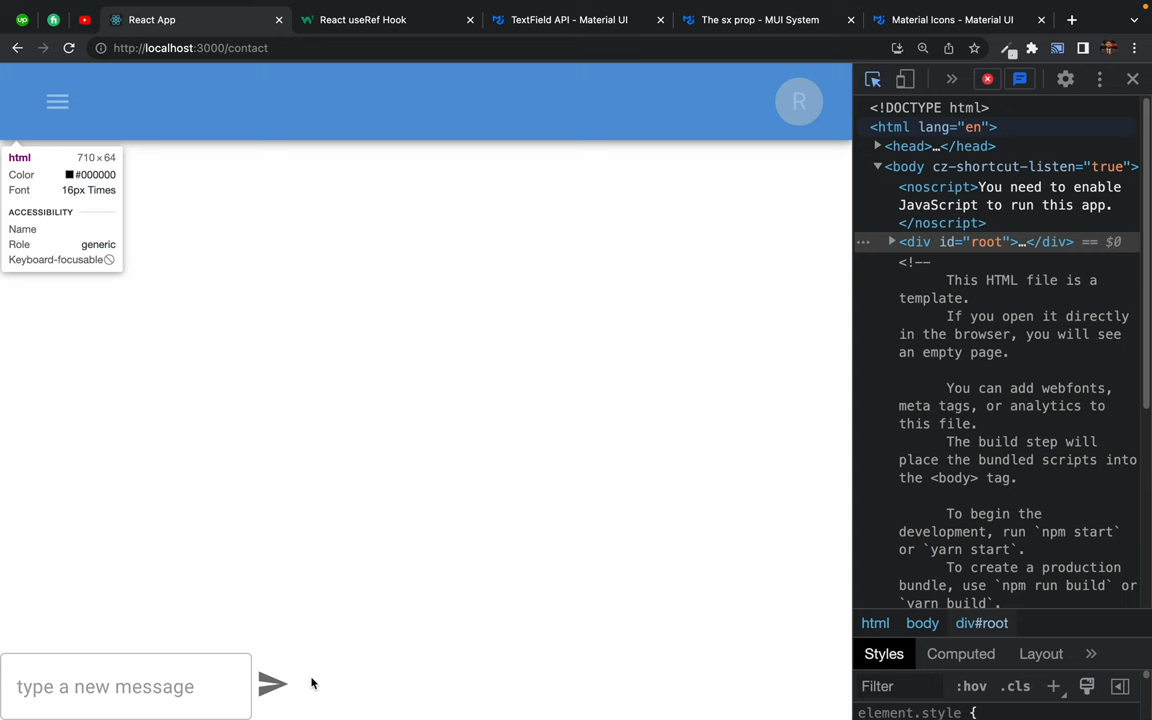 React App
React useRef Hook
TextField API - Material UI
The sx prop - MUI System
Material Icons - Material UI
http://localhost:3000/contact
R
html 710 × 64
Color #000000
Font 16px Times
ACCESSIBILITY
Name
Role generic
Keyboard-focusable
type a new message
<!DOCTYPE html>
<html lang="en">
<head>…</head>
<body cz-shortcut-listen="true">
<noscript>You need to enable
JavaScript to run this app.
</noscript>
<div id="root">…</div> == $0
<!--
This HTML file is a
template.
If you open it directly
in the browser, you will see
an empty page.
You can add webfonts,
meta tags, or analytics to
this file.
The build step will
place the bundled scripts into
the <body> tag.
To begin the
development, run `npm start`
or `yarn start`.
To create a production
bundle, use `npm run build` or
`yarn build`.
html body div#root
Styles Computed Layout
Filter :hov .cls
element.style {